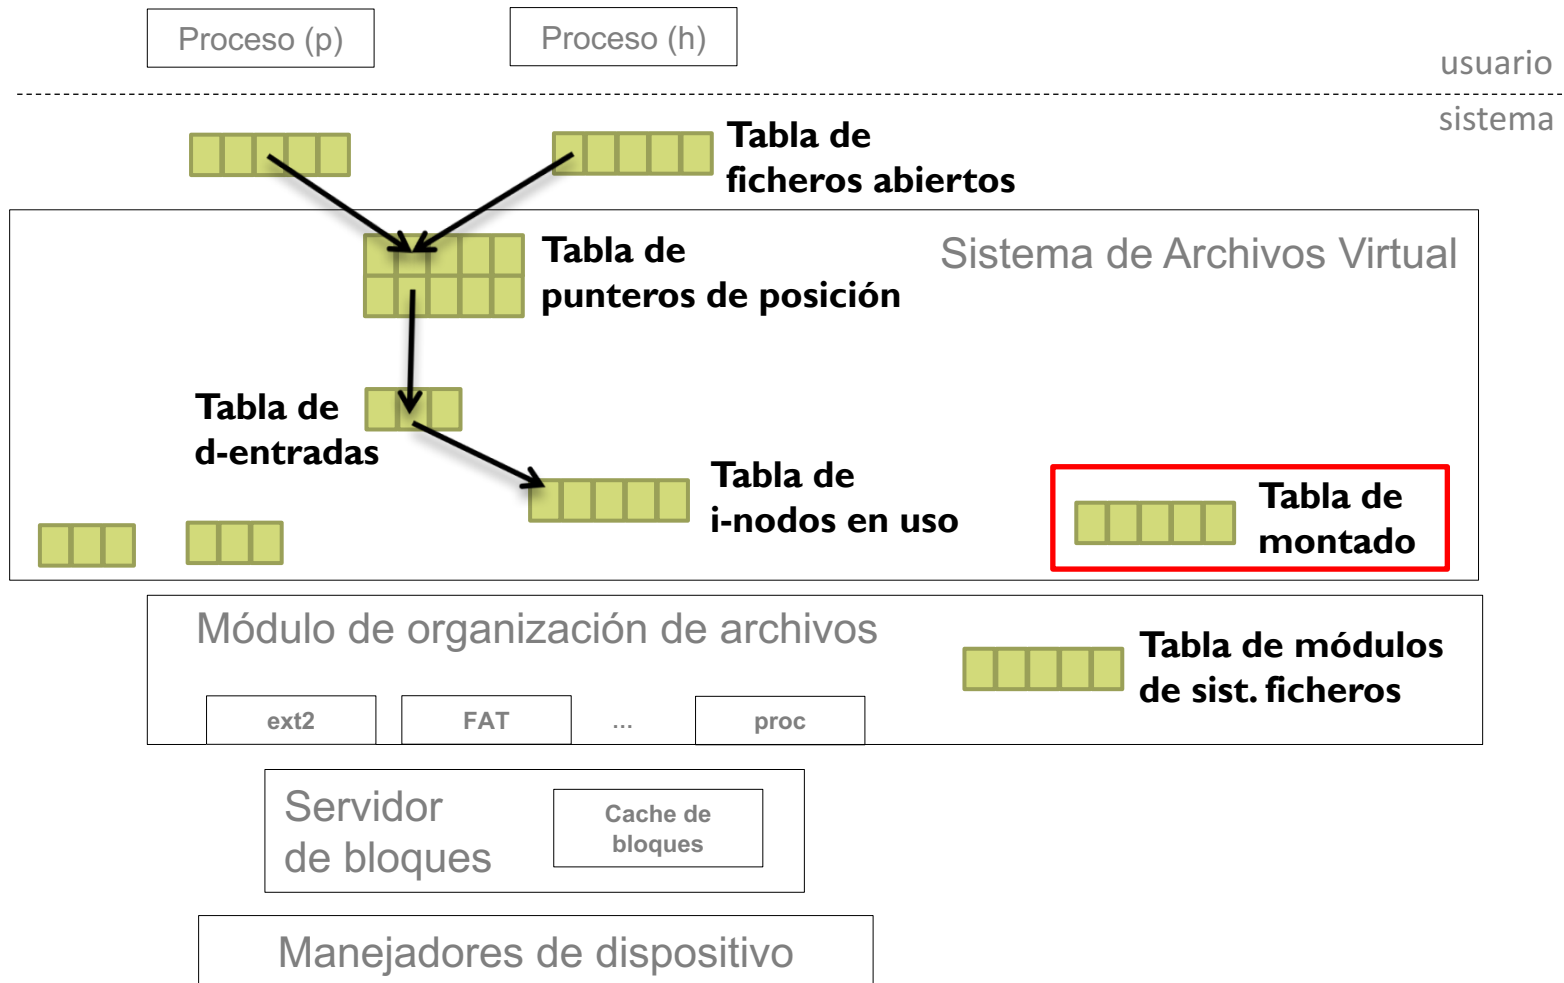 Proceso (p)
Proceso (h)
usuario
sistema
Tabla de
ficheros abiertos
Sistema de Archivos Virtual
Tabla de
punteros de posición
Tabla de
d-entradas
Tabla de
i-nodos en uso
Tabla de
montado
Módulo de organización de archivos
Tabla de módulos
de sist. ficheros
ext2
FAT
...
proc
Servidor
de bloques
Cache de
bloques
Manejadores de dispositivo